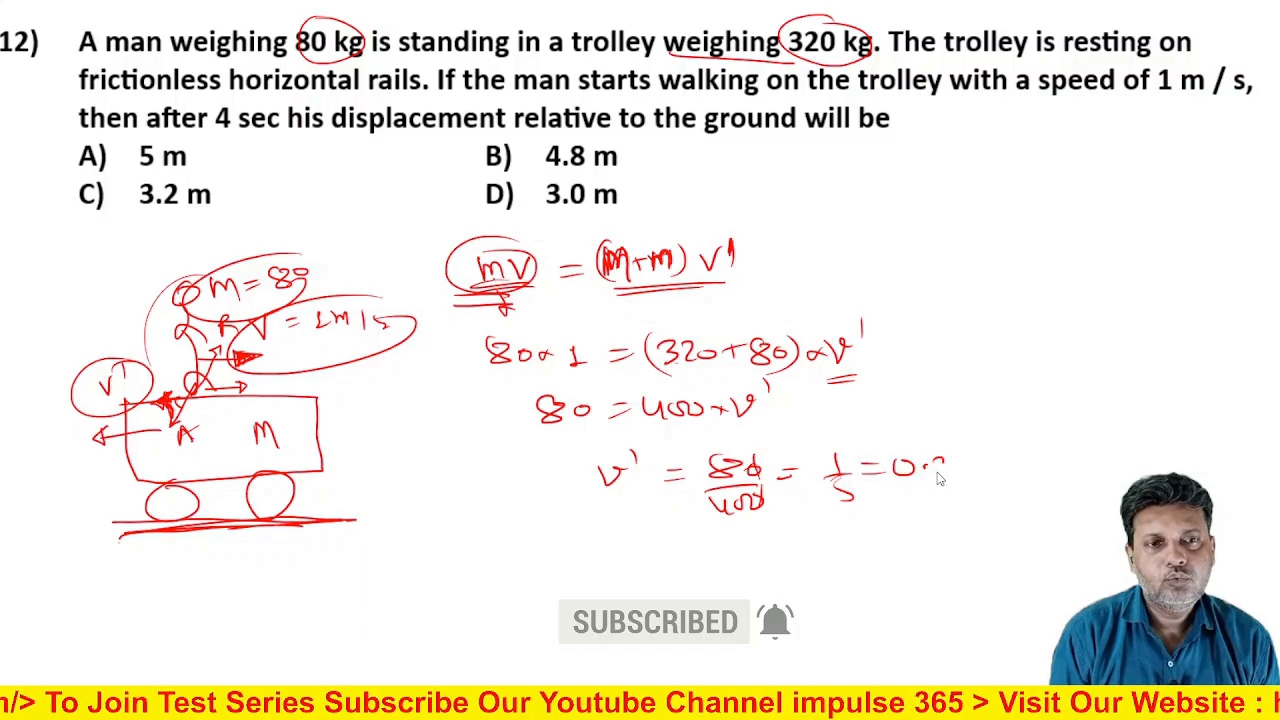 12) A man weighing 80 kg is standing in a trolley weighing 320 kg. The trolley is resting on
frictionless horizontal rails. If the man starts walking on the trolley with a speed of 1 m / s,
then after 4 sec his displacement relative to the ground will be
A) 5 m B) 4.8 m
C) 3.2 m D) 3.0 m
m = 80
V = 1m/s
v'
A M
mv = (m+m) v'
80 × 1 = (320+80) × v'
80 = 400 × v'
v' = 80/400 = 1/5 = 0.
SUBSCRIBED
m/> To Join Test Series Subscribe Our Youtube Channel impulse 365 > Visit Our Website : h